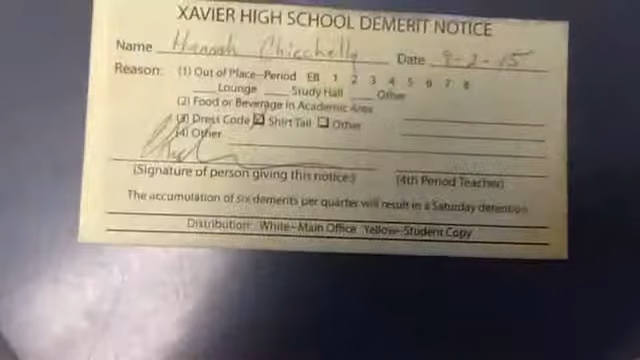 XAVIER HIGH SCHOOL DEMERIT NOTICE
Name Hannah Chiechelly Date 9-2-15
Reason: (1) Out of Place-Period EB 1 2 3 4 5 6 7 8
Lounge Study Hall Other
(2) Food or Beverage in Academic Area
(3) Dress Code ☑ Shirt Tail ☐ Other
(4) Other
(Signature of person giving this notice) (4th Period Teacher)
The accumulation of six demerits per quarter will result in a Saturday detention
Distribution: White-Main Office Yellow-Student Copy